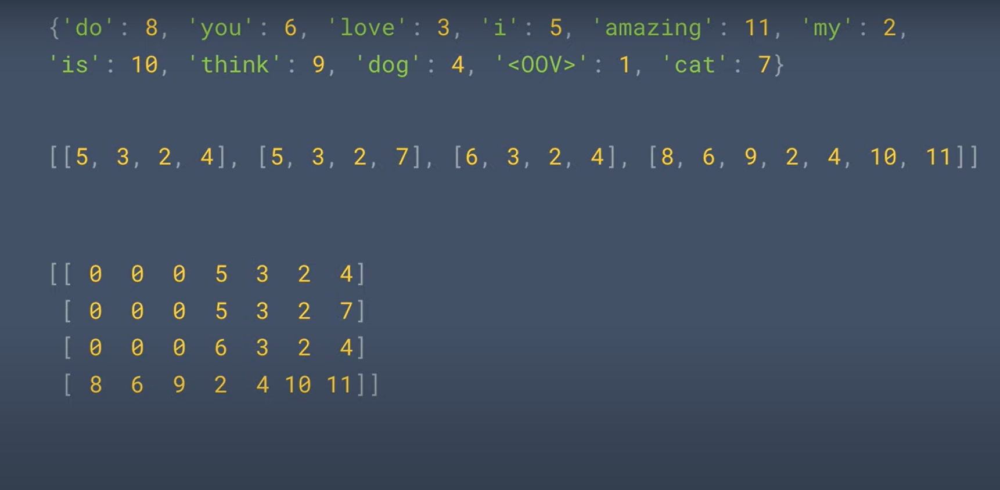 {'do': 8, 'you': 6, 'love': 3, 'i': 5, 'amazing': 11, 'my': 2,
'is': 10, 'think': 9, 'dog': 4, '<OOV>': 1, 'cat': 7}
[[5, 3, 2, 4], [5, 3, 2, 7], [6, 3, 2, 4], [8, 6, 9, 2, 4, 10, 11]]
[[ 0 0 0 5 3 2 4]
[ 0 0 0 5 3 2 7]
[ 0 0 0 6 3 2 4]
[ 8 6 9 2 4 10 11]]